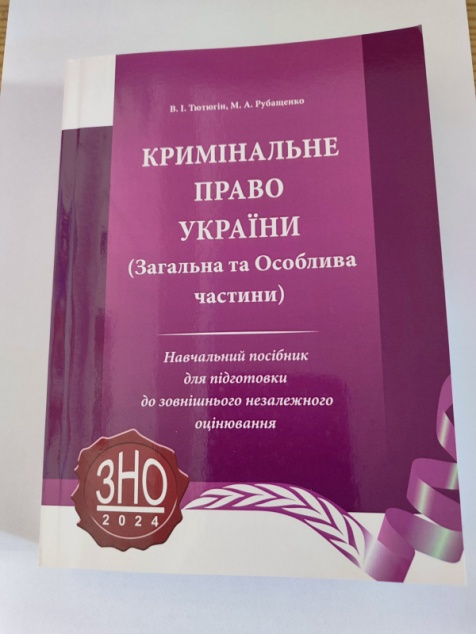 В. І. Тютюгін, М. А. Рубащенко
КРИМІНАЛЬНЕ
ПРАВО
УКРАЇНИ
(Загальна та Особлива
частини)
Навчальний посібник
для підготовки
до зовнішнього незалежного
оцінювання
ЗНО
2024